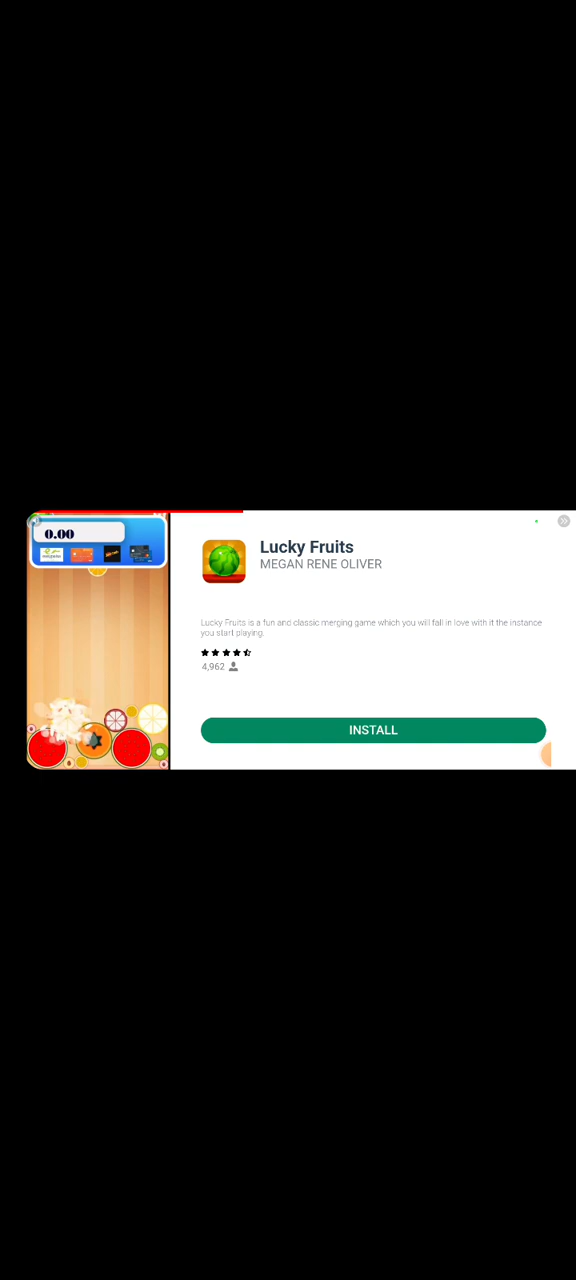 0.00
Lucky Fruits
MEGAN RENE OLIVER
Lucky Fruits is a fun and classic merging game which you will fall in love with it the instance
you start playing.
4,962
INSTALL